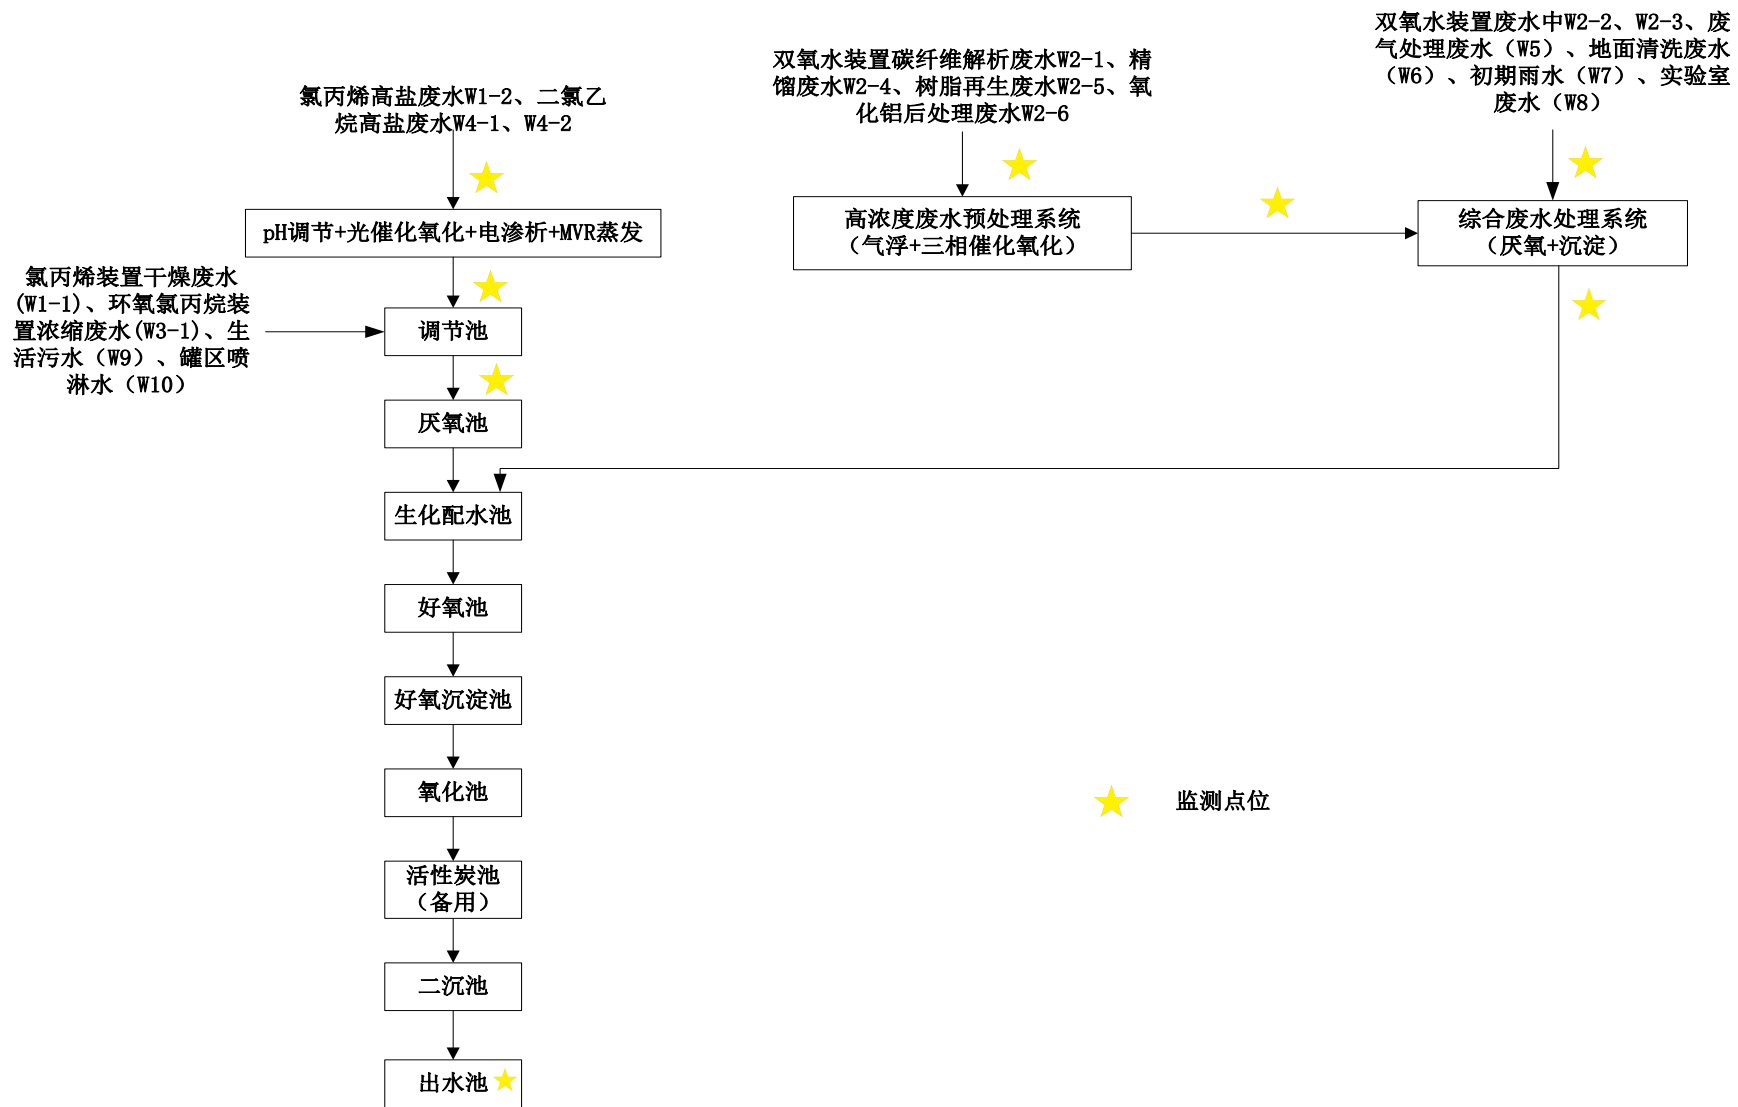 氯丙烯高盐废水W1-2、二氯乙
烷高盐废水W4-1、W4-2
双氧水装置碳纤维解析废水W2-1、精
馏废水W2-4、树脂再生废水W2-5、氧
化铝后处理废水W2-6
双氧水装置废水中W2-2、W2-3、废
气处理废水（W5）、地面清洗废水
（W6）、初期雨水（W7）、实验室
废水（W8）
pH调节+光催化氧化+电渗析+MVR蒸发
高浓度废水预处理系统
（气浮+三相催化氧化）
综合废水处理系统
（厌氧+沉淀）
氯丙烯装置干燥废水
(W1-1)、环氧氯丙烷装
置浓缩废水(W3-1)、生
活污水（W9）、罐区喷
淋水（W10）
调节池
厌氧池
生化配水池
好氧池
好氧沉淀池
氧化池
监测点位
活性炭池
（备用）
二沉池
出水池